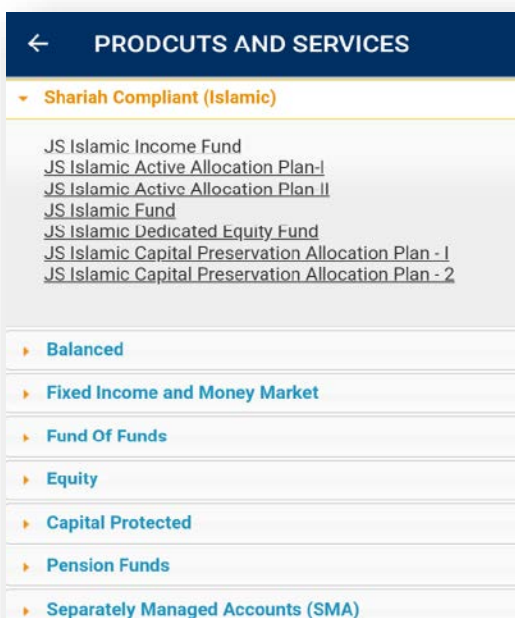 PRODCUTS AND SERVICES
Shariah Compliant (Islamic)
JS Islamic Income Fund
JS Islamic Active Allocation Plan-I
JS Islamic Active Allocation Plan-II
JS Islamic Fund
JS Islamic Dedicated Equity Fund
JS Islamic Capital Preservation Allocation Plan - I
JS Islamic Capital Preservation Allocation Plan - 2
Balanced
Fixed Income and Money Market
Fund Of Funds
Equity
Capital Protected
Pension Funds
Separately Managed Accounts (SMA)